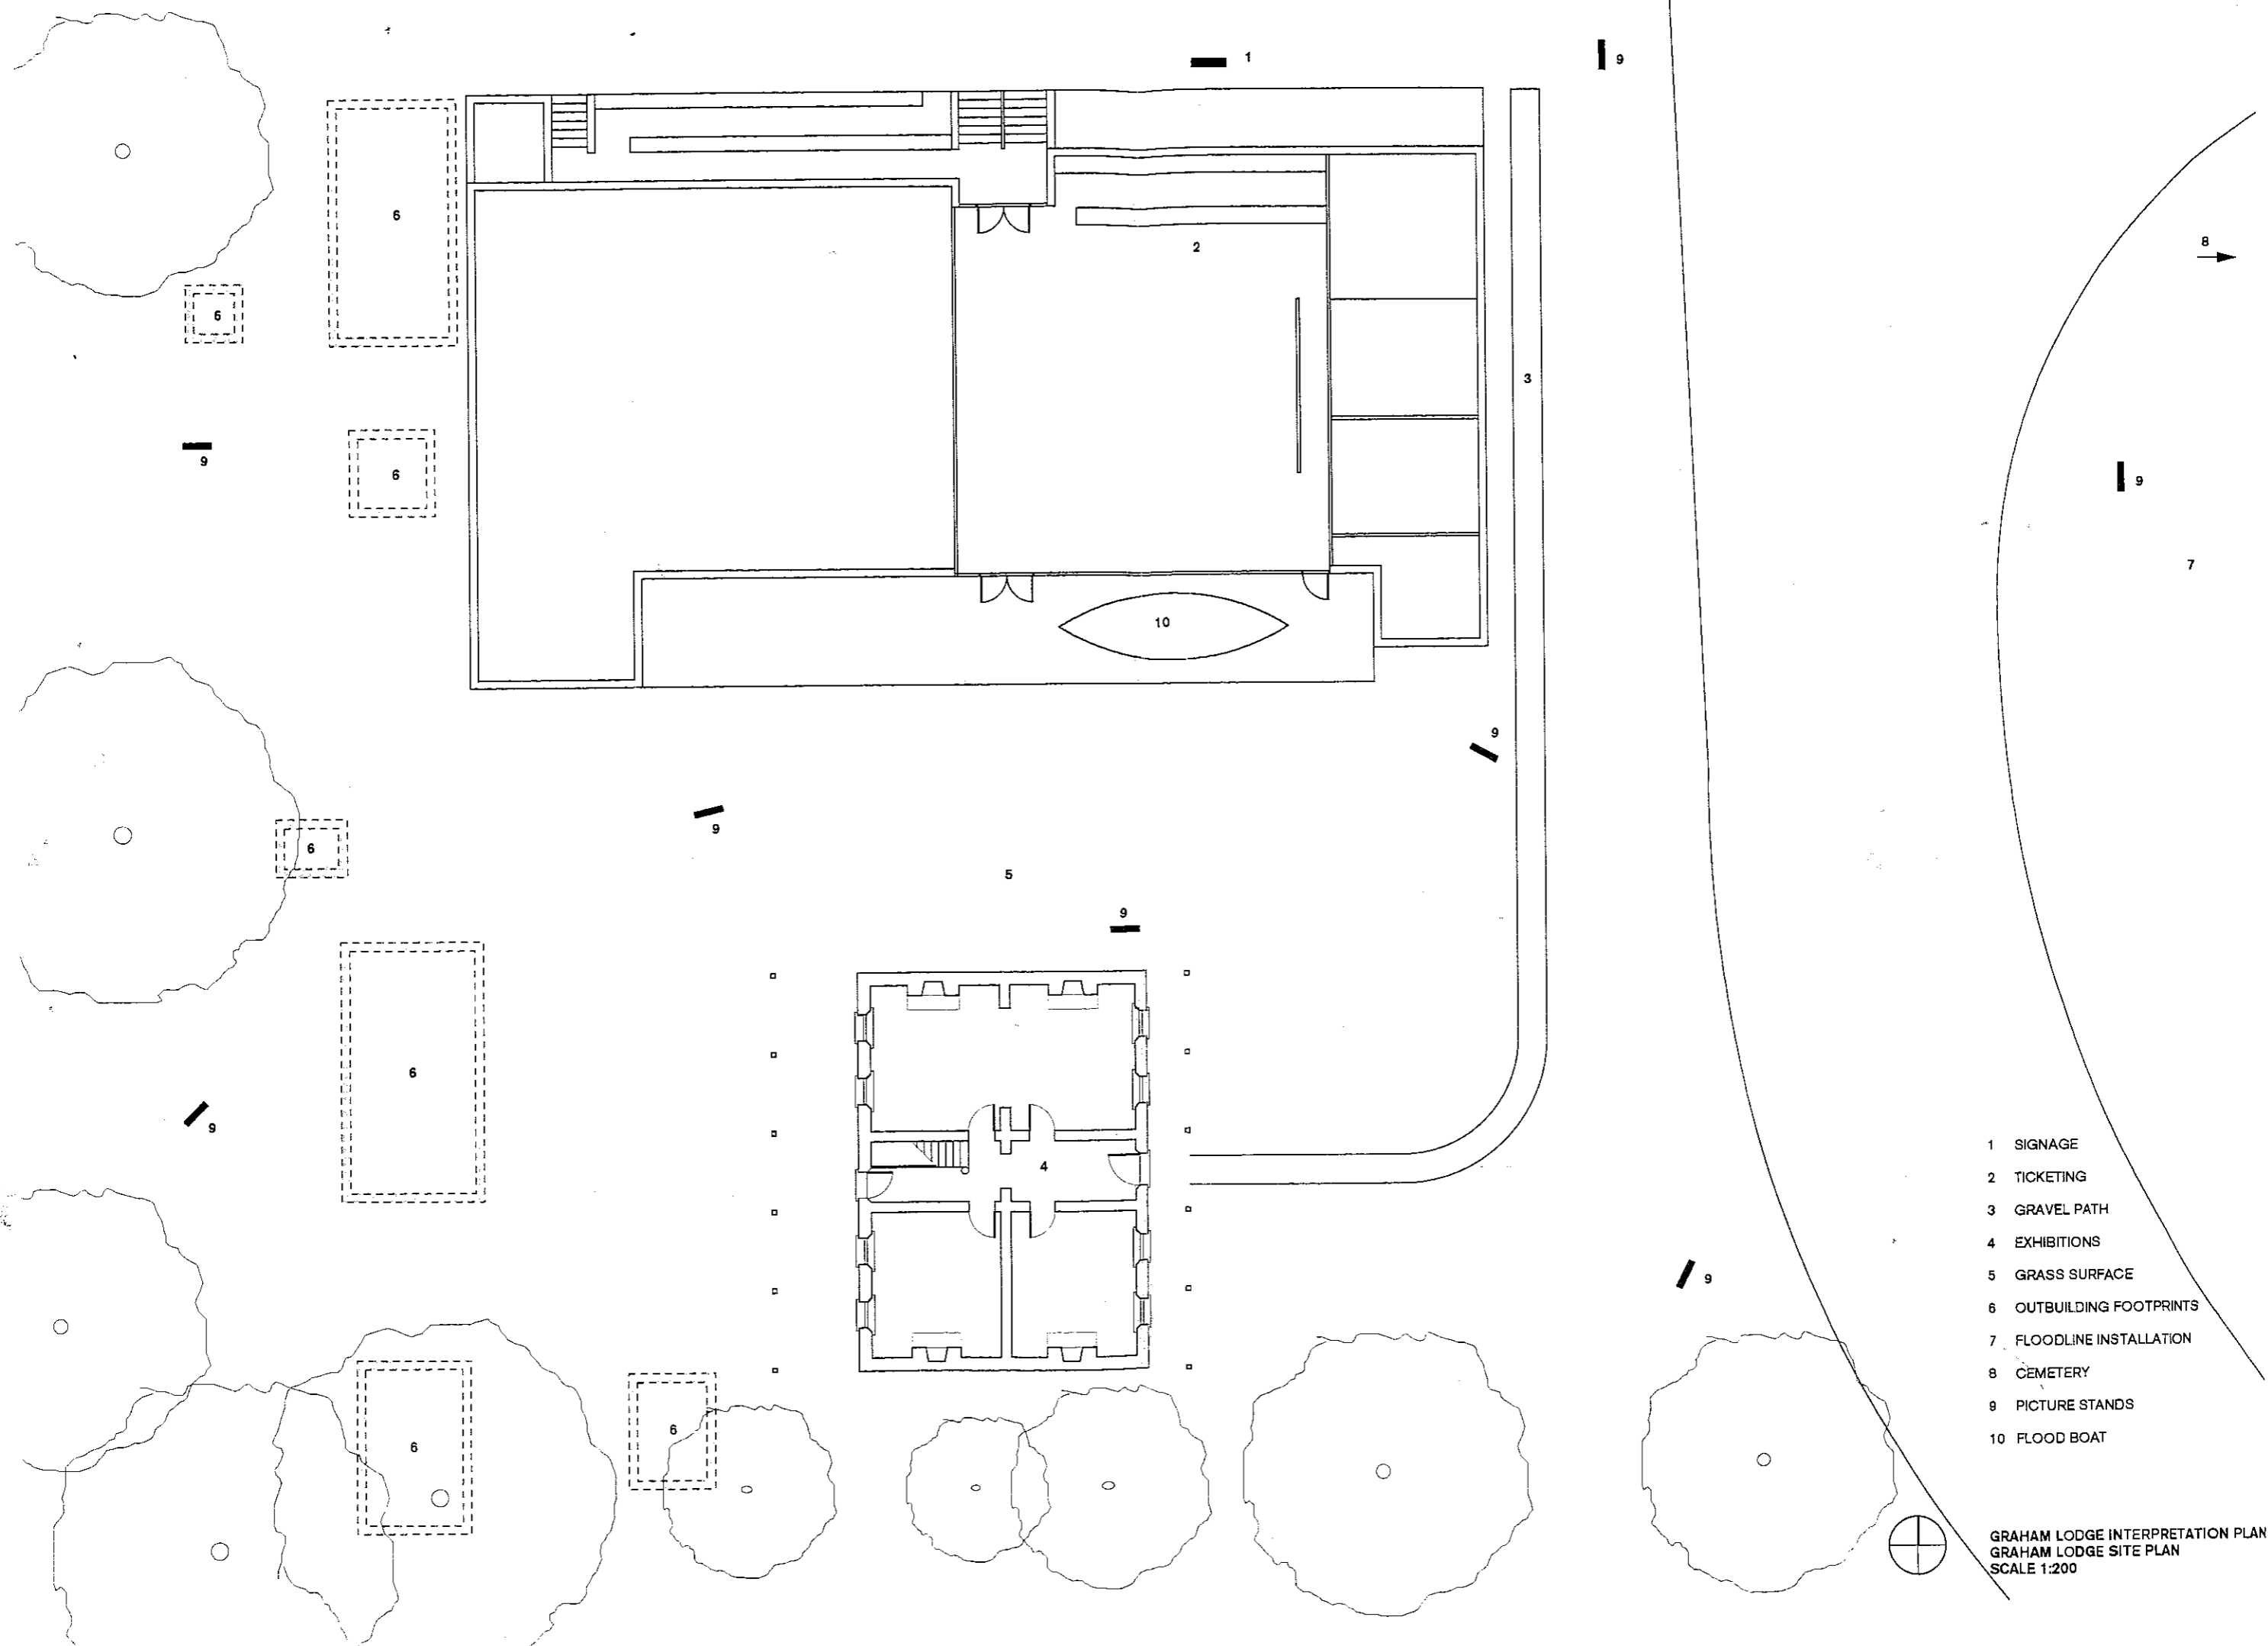 1
9
6
2
8
6
3
9
6
9
7
10
9
9
6
5
9
6
9
4
9
6
6
1 SIGNAGE
2 TICKETING
3 GRAVEL PATH
4 EXHIBITIONS
5 GRASS SURFACE
6 OUTBUILDING FOOTPRINTS
7 FLOODLINE INSTALLATION
8 CEMETERY
9 PICTURE STANDS
10 FLOOD BOAT
GRAHAM LODGE INTERPRETATION PLAN
GRAHAM LODGE SITE PLAN
SCALE 1:200